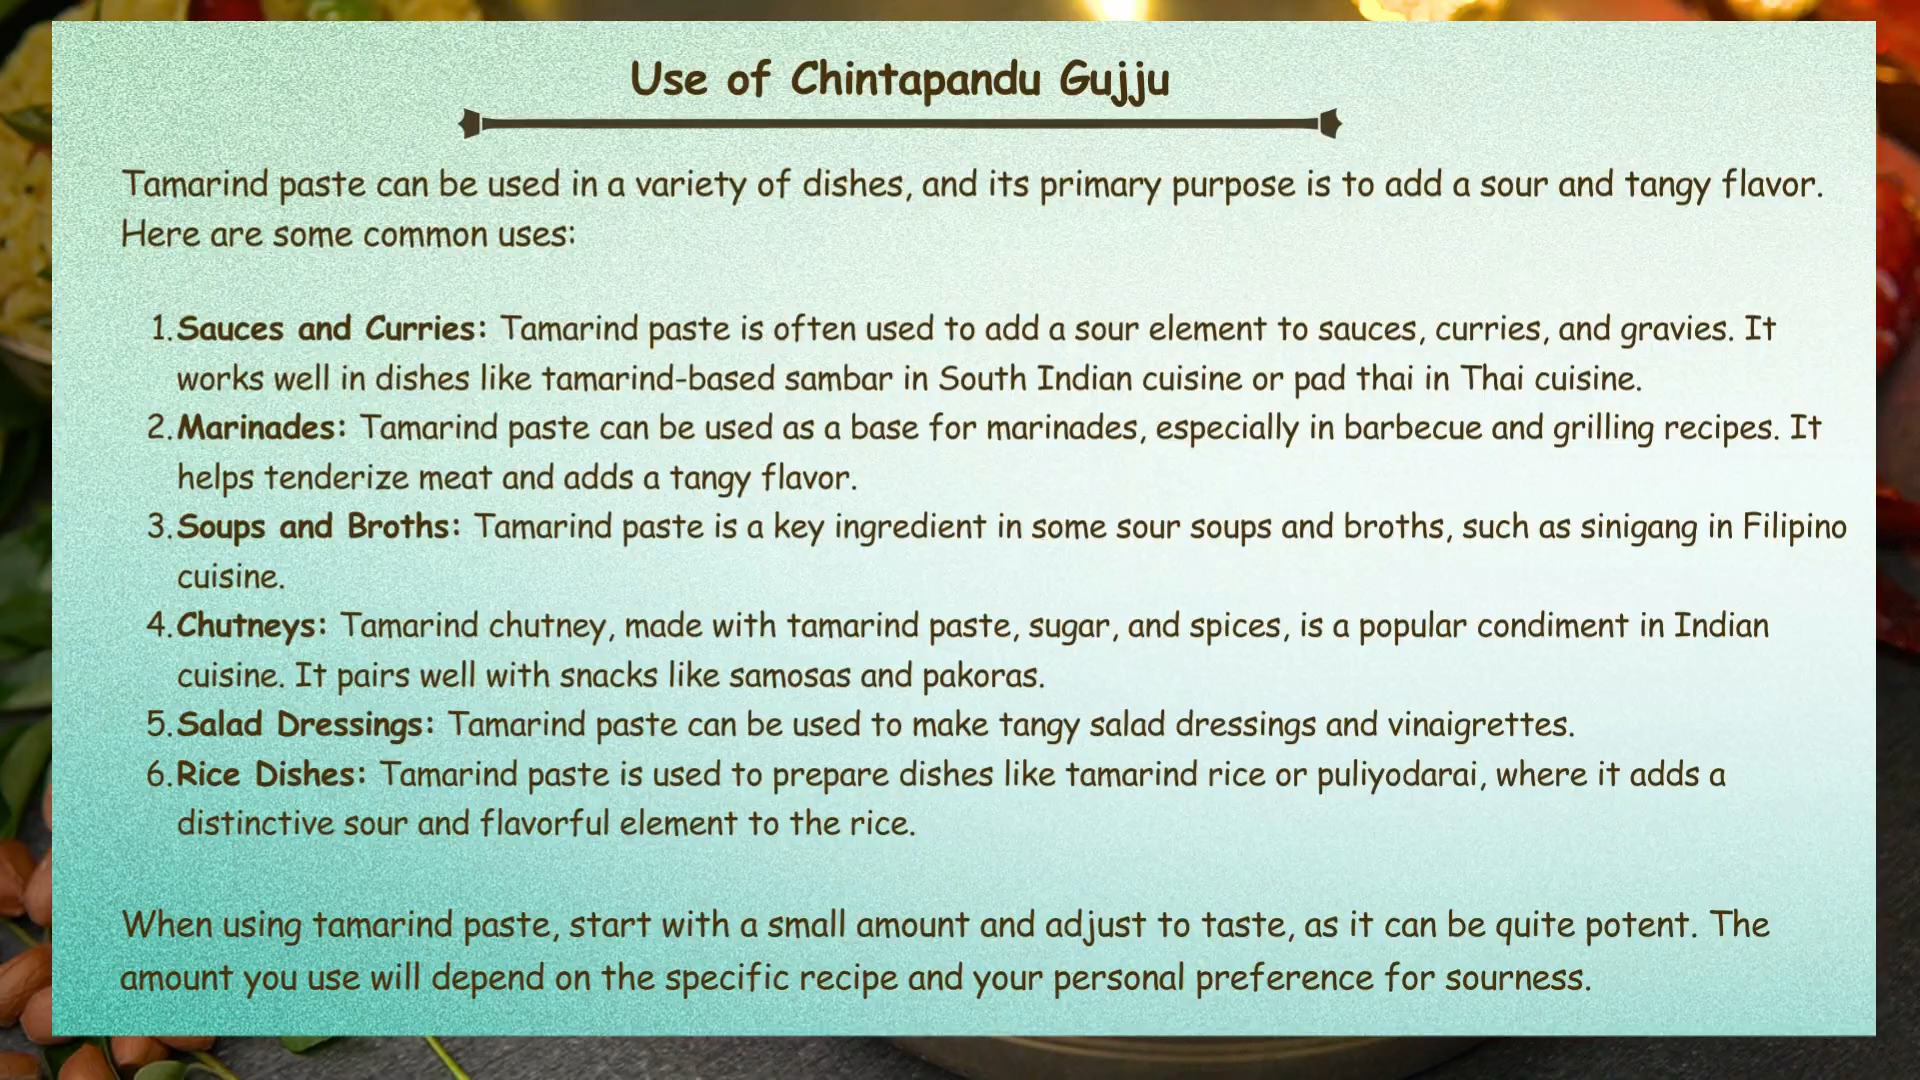 Use of Chintapandu Gujju
Tamarind paste can be used in a variety of dishes, and its primary purpose is to add a sour and tangy flavor.
Here are some common uses:
1. Sauces and Curries: Tamarind paste is often used to add a sour element to sauces, curries, and gravies. It
works well in dishes like tamarind-based sambar in South Indian cuisine or pad thai in Thai cuisine.
2. Marinades: Tamarind paste can be used as a base for marinades, especially in barbecue and grilling recipes. It
helps tenderize meat and adds a tangy flavor.
3. Soups and Broths: Tamarind paste is a key ingredient in some sour soups and broths, such as sinigang in Filipino
cuisine.
4. Chutneys: Tamarind chutney, made with tamarind paste, sugar, and spices, is a popular condiment in Indian
cuisine. It pairs well with snacks like samosas and pakoras.
5. Salad Dressings: Tamarind paste can be used to make tangy salad dressings and vinaigrettes.
6. Rice Dishes: Tamarind paste is used to prepare dishes like tamarind rice or puliyodarai, where it adds a
distinctive sour and flavorful element to the rice.
When using tamarind paste, start with a small amount and adjust to taste, as it can be quite potent. The
amount you use will depend on the specific recipe and your personal preference for sourness.